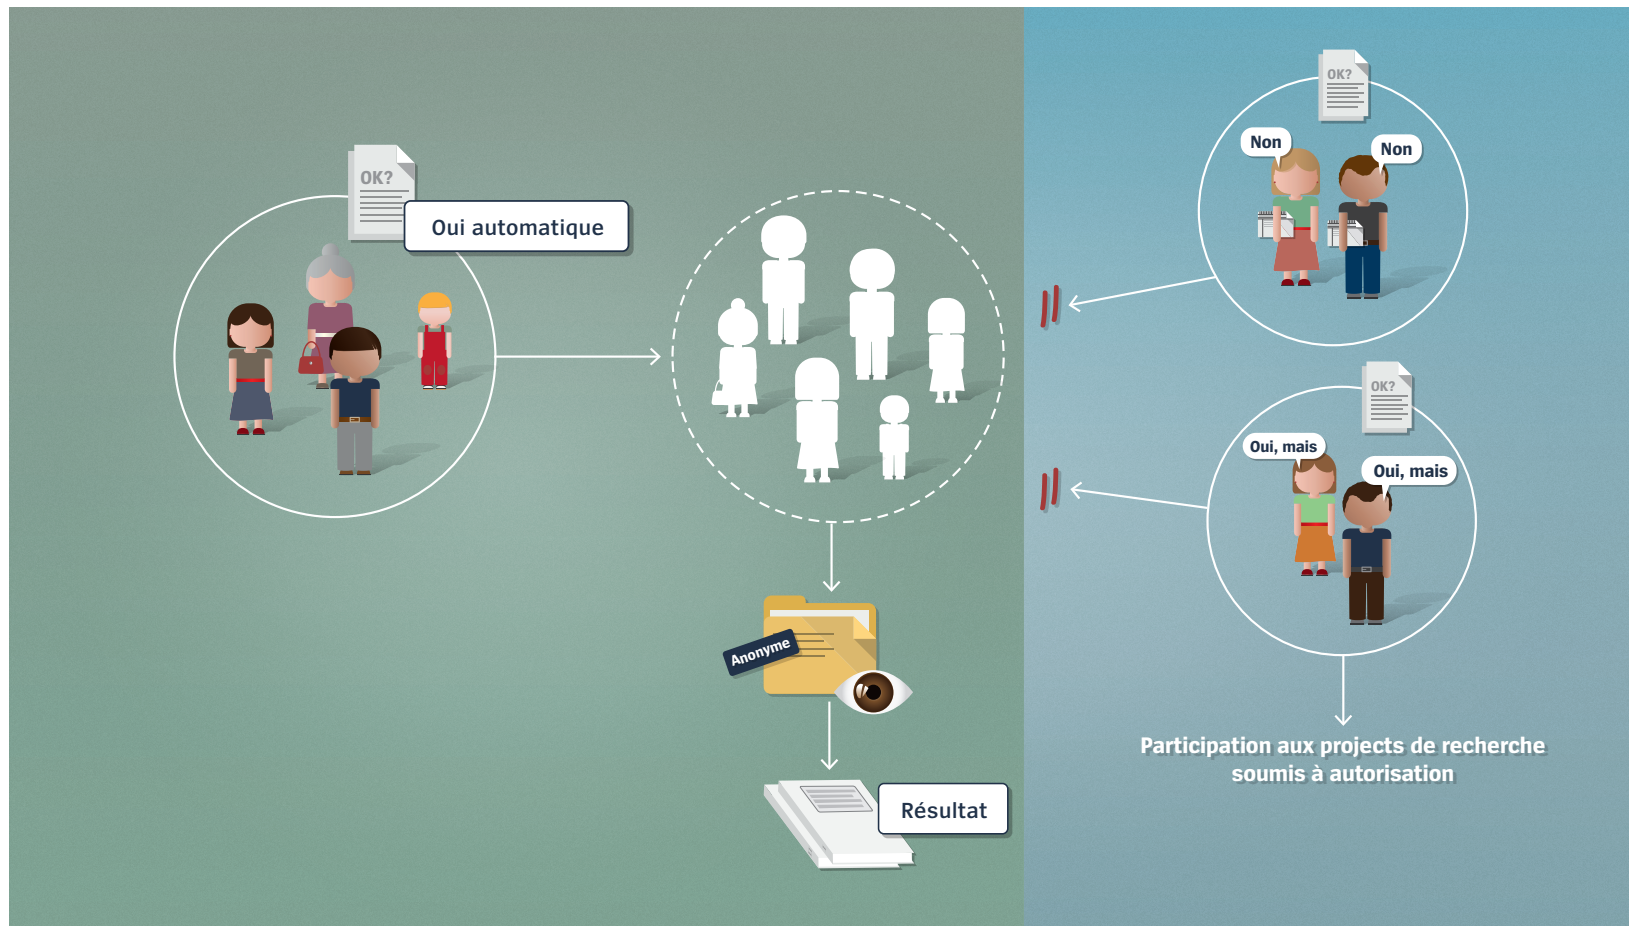 OK?
Oui automatique
Anonyme
Résultat
OK?
Non
Non
OK?
Oui, mais
Oui, mais
Participation aux projects de recherche
soumis à autorisation